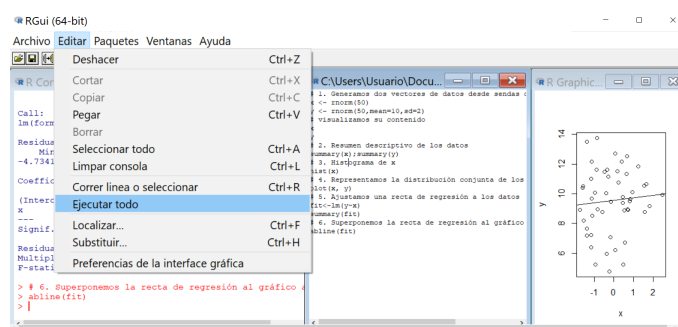 RGui (64-bit)
Archivo Editar Paquetes Ventanas Ayuda
Deshacer Ctrl+Z
Cortar Ctrl+X
Copiar Ctrl+C
Pegar Ctrl+V
Borrar
Seleccionar todo Ctrl+A
Limpar consola Ctrl+L
Correr linea o seleccionar Ctrl+R
Ejecutar todo
Localizar... Ctrl+F
Substituir... Ctrl+H
Preferencias de la interface gráfica
R Cor
Call:
lm(form
Residua
Min
-4.7341
Coeffic
(Interc
x
---
Signif.
Residua
Multipl
F-stati
> # 6. Superponemos la recta de regresión al gráfico a
> abline(fit)
>
C:\Users\Usuario\Docu...
# 1. Generamos dos vectores de datos desde sendas
x <- rnorm(50)
y <- rnorm(50,mean=10,sd=2)
# visualizamos su contenido
x
y
# 2. Resumen descriptivo de los datos
summary(x);summary(y)
# 3. Histograma de x
hist(x)
# 4. Representamos la distribución conjunta de los
plot(x, y)
# 5. Ajustamos una recta de regresión a los datos
fit<-lm(y~x)
summary(fit)
# 6. Superponemos la recta de regresión al gráfico
abline(fit)
R Graphic...
14
12
10
8
6
y
-1 0 1 2
x